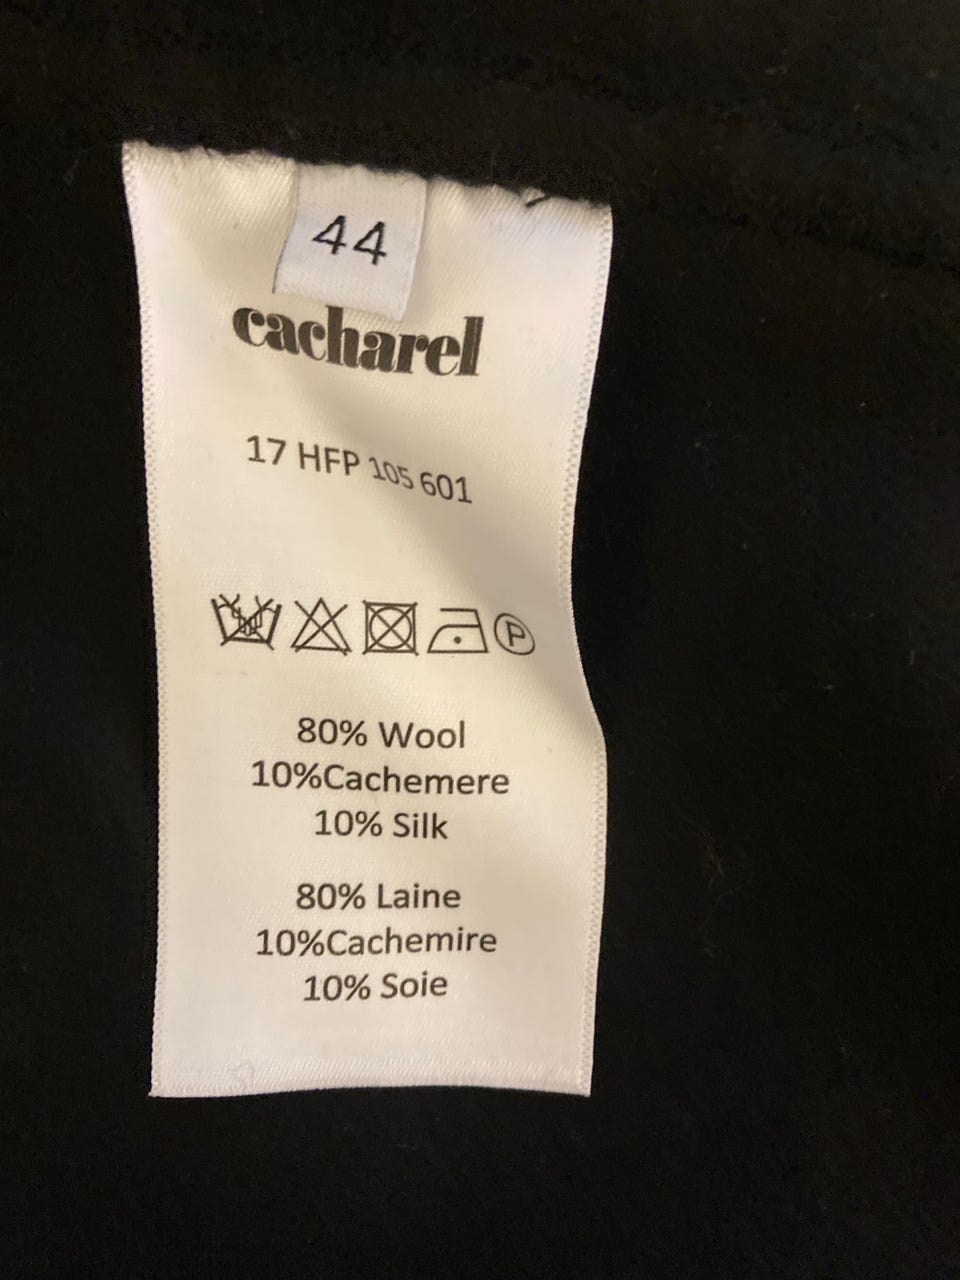 44
cacharel
17 HFP 105 601
P
80% Wool
10%Cachemere
10% Silk
80% Laine
10%Cachemire
10% Soie